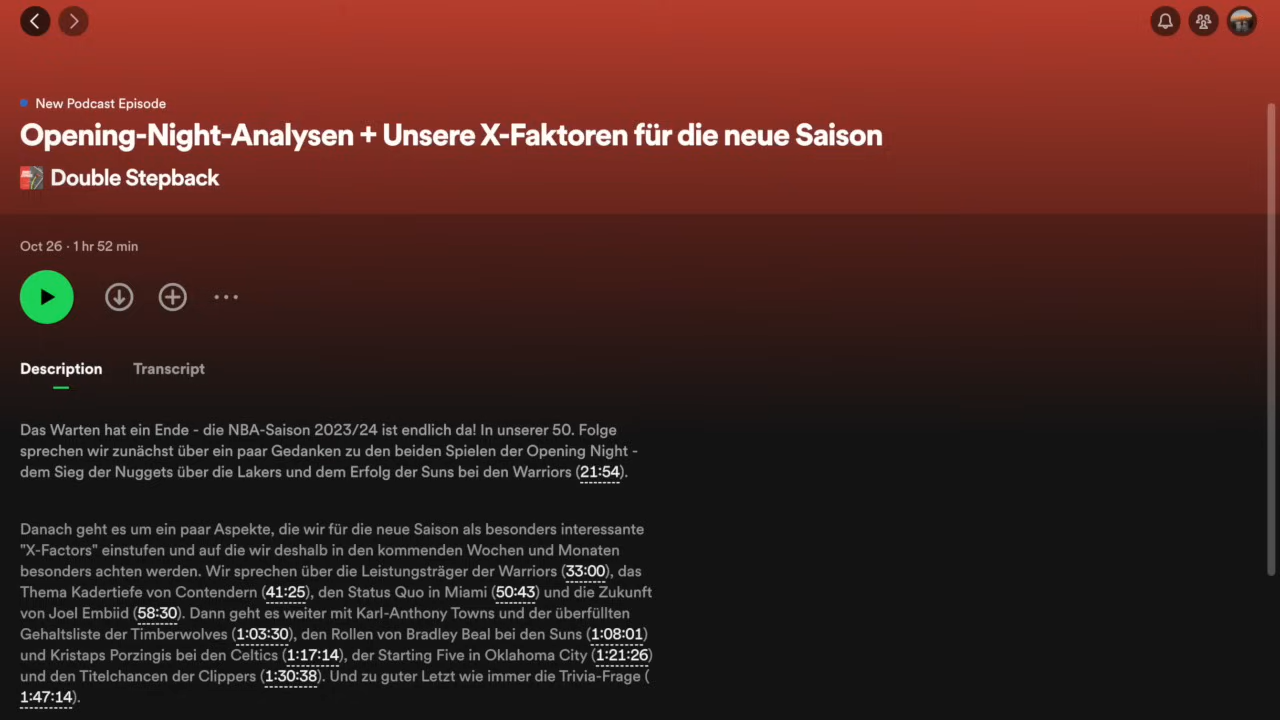 New Podcast Episode
Opening-Night-Analysen + Unsere X-Faktoren für die neue Saison
Double Stepback
Oct 26 · 1 hr 52 min
Description
Transcript
Das Warten hat ein Ende - die NBA-Saison 2023/24 ist endlich da! In unserer 50. Folge
sprechen wir zunächst über ein paar Gedanken zu den beiden Spielen der Opening Night -
dem Sieg der Nuggets über die Lakers und dem Erfolg der Suns bei den Warriors (21:54).
Danach geht es um ein paar Aspekte, die wir für die neue Saison als besonders interessante
"X-Factors" einstufen und auf die wir deshalb in den kommenden Wochen und Monaten
besonders achten werden. Wir sprechen über die Leistungsträger der Warriors (33:00), das
Thema Kadertiefe von Contendern (41:25), den Status Quo in Miami (50:43) und die Zukunft
von Joel Embiid (58:30). Dann geht es weiter mit Karl-Anthony Towns und der überfüllten
Gehaltsliste der Timberwolves (1:03:30), den Rollen von Bradley Beal bei den Suns (1:08:01)
und Kristaps Porzingis bei den Celtics (1:17:14), der Starting Five in Oklahoma City (1:21:26)
und den Titelchancen der Clippers (1:30:38). Und zu guter Letzt wie immer die Trivia-Frage (
1:47:14).